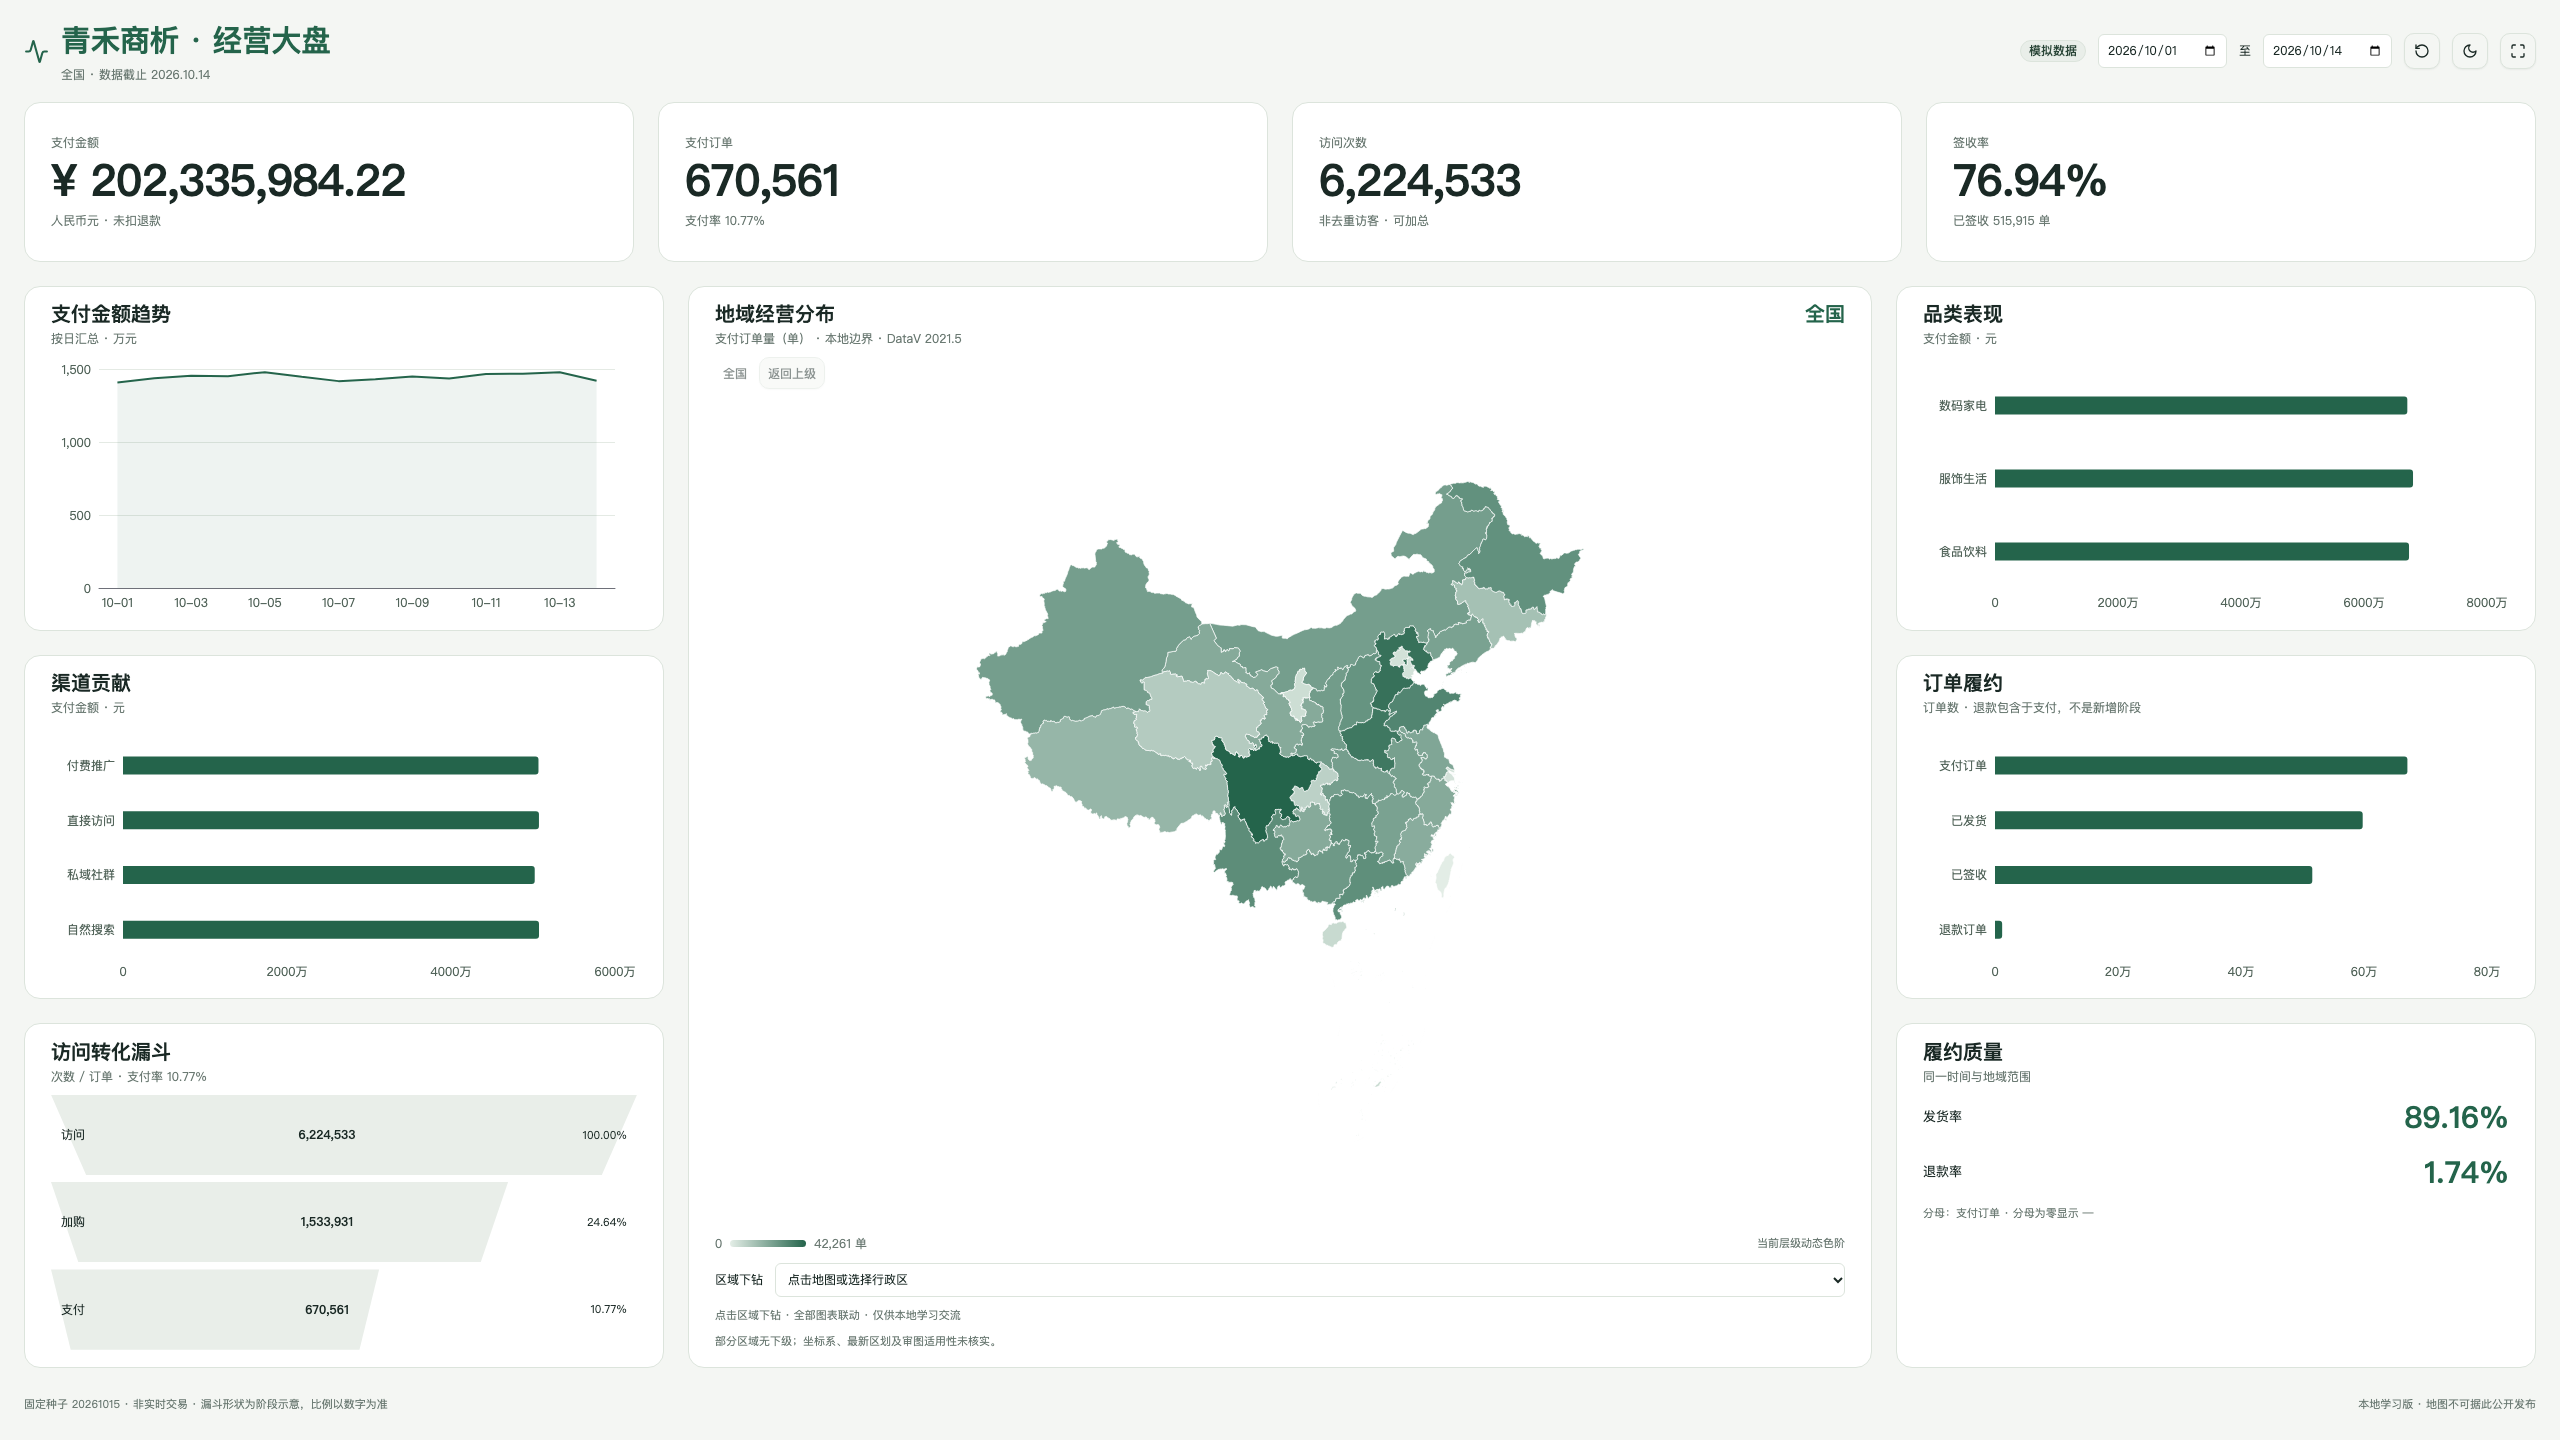 青禾商析 · 经营大盘
全国 · 数据截止 2026.10.14
模拟数据
2026/10/01
至
2026/10/14
支付金额
¥ 202,335,984.22
人民币元 · 未扣退款
支付订单
670,561
支付率 10.77%
访问次数
6,224,533
非去重访客 · 可加总
签收率
76.94%
已签收 515,915 单
支付金额趋势
按日汇总 · 万元
1,500
1,000
500
0
10-01 10-03 10-05 10-07 10-09 10-11 10-13
渠道贡献
支付金额 · 元
付费推广
直接访问
私域社群
自然搜索
0 2000万 4000万 6000万
访问转化漏斗
次数 / 订单 · 支付率 10.77%
访问 6,224,533 100.00%
加购 1,533,931 24.64%
支付 670,561 10.77%
地域经营分布
全国
支付订单量（单） · 本地边界 · DataV 2021.5
全国 返回上级
0 42,261 单
当前层级动态色阶
区域下钻 点击地图或选择行政区
点击区域下钻 · 全部图表联动 · 仅供本地学习交流
部分区域无下级；坐标系、最新区划及审图适用性未核实。
品类表现
支付金额 · 元
数码家电
服饰生活
食品饮料
0 2000万 4000万 6000万 8000万
订单履约
订单数 · 退款包含于支付，不是新增阶段
支付订单
已发货
已签收
退款订单
0 20万 40万 60万 80万
履约质量
同一时间与地域范围
发货率 89.16%
退款率 1.74%
分母：支付订单 · 分母为零显示 —
固定种子 20261015 · 非实时交易 · 漏斗形状为阶段示意，比例以数字为准
本地学习版 · 地图不可据此公开发布